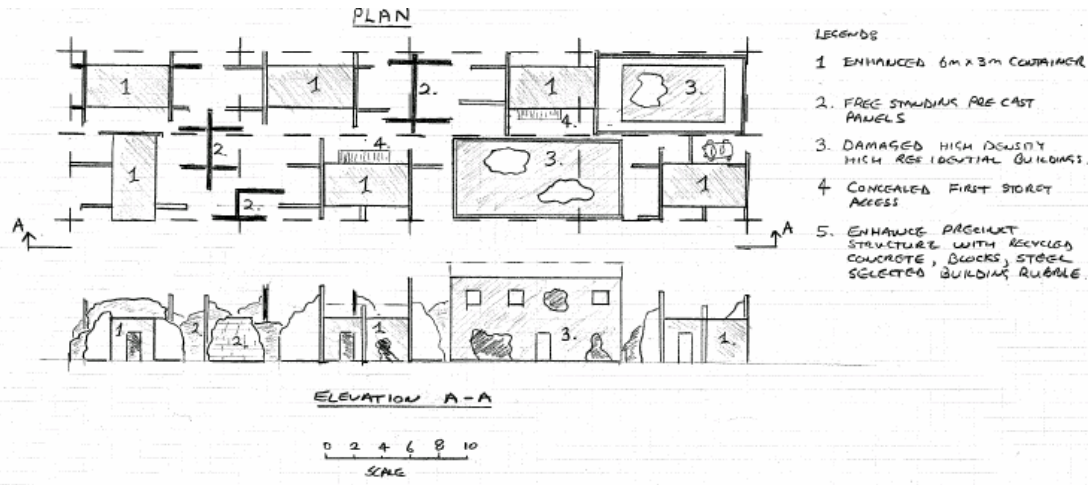 PLAN
1 1 2. 1 3.
4.
1 2 4. 1 3. 1
2.
A A
1 2 2. 1 3. 1.
ELEVATION A-A
0 2 4 6 8 10
SCALE
LEGENDS
1 ENHANCED 6m x 3m CONTAINER
2. FREE STANDING PRE CAST
PANELS
3. DAMAGED HIGH DENSITY
HIGH RESIDENTIAL BUILDINGS.
4 CONCEALED FIRST STOREY
ACCESS
5. ENHANCE PRECINCT
STRUCTURE WITH RECYCLED
CONCRETE, BLOCKS, STEEL
SELECTED BUILDING RUBBLE.